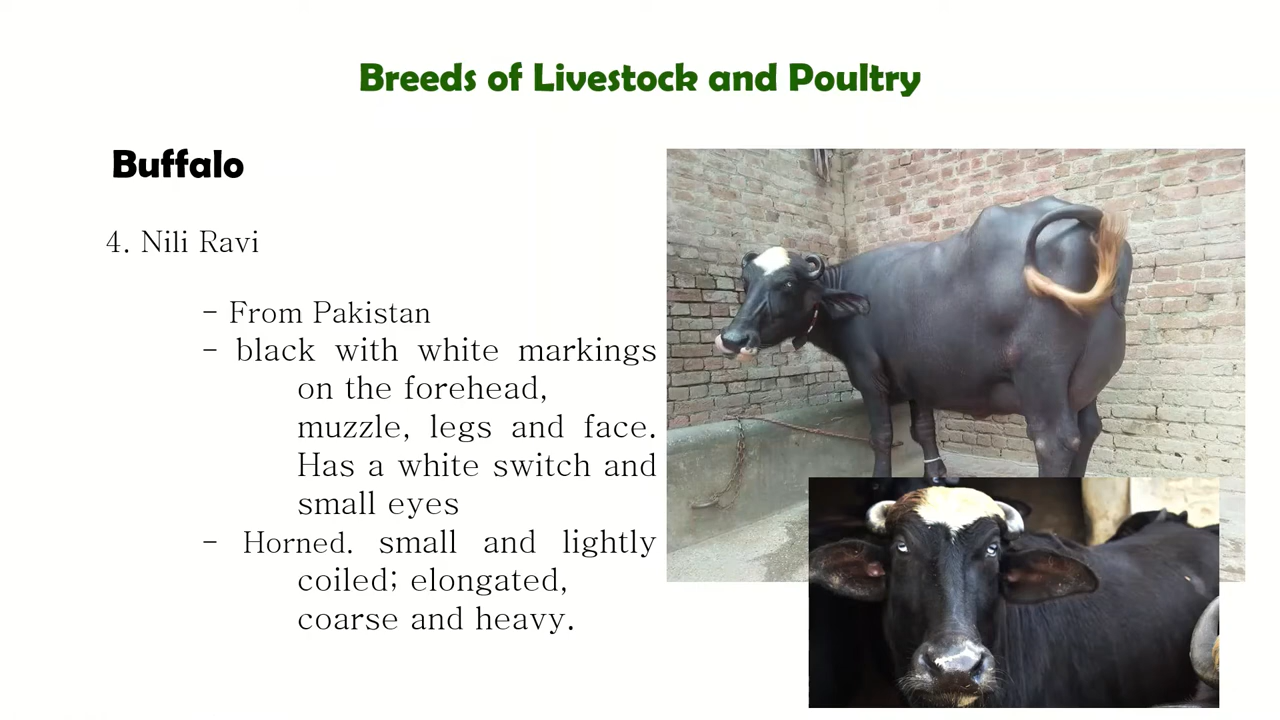 Breeds of Livestock and Poultry
Buffalo
4. Nili Ravi
- From Pakistan
- black with white markings
on the forehead,
muzzle, legs and face.
Has a white switch and
small eyes
- Horned. small and lightly
coiled; elongated,
coarse and heavy.